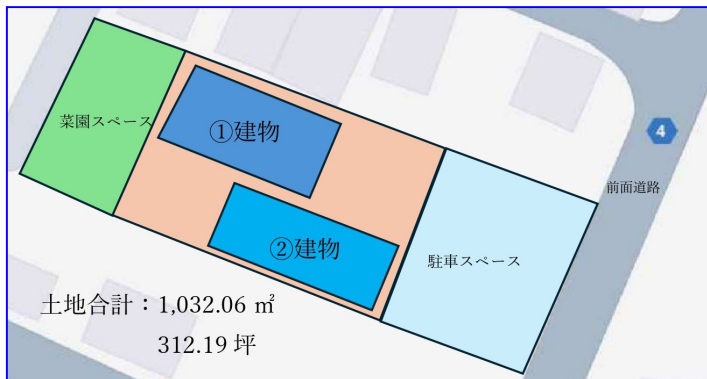 菜園スペース
①建物
4
前面道路
②建物
駐車スペース
土地合計：1,032.06 ㎡
312.19 坪